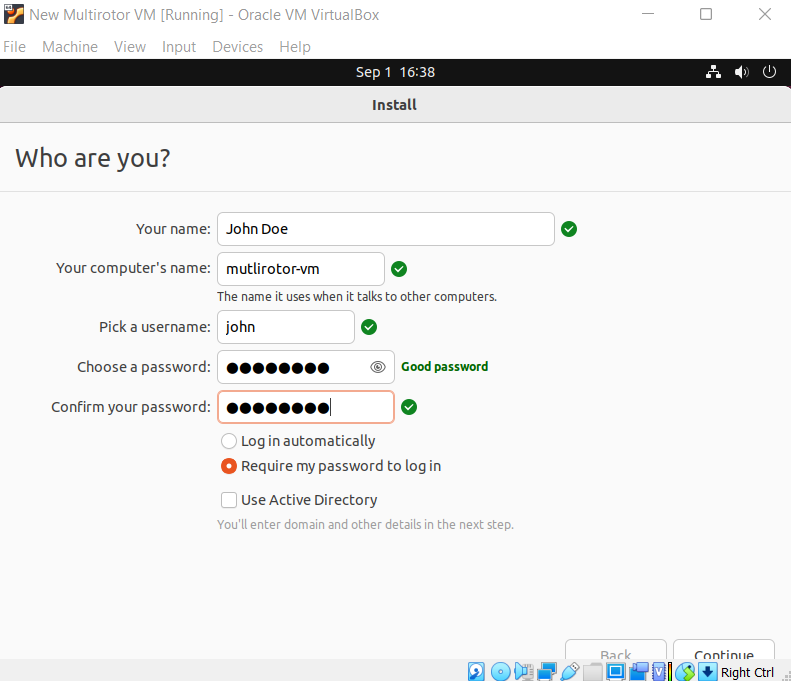 New Multirotor VM [Running] - Oracle VM VirtualBox
File Machine View Input Devices Help
Sep 1 16:38
Install
Who are you?
Your name: John Doe
Your computer's name: mutlirotor-vm
The name it uses when it talks to other computers.
Pick a username: john
Choose a password: ●●●●●●●● Good password
Confirm your password: ●●●●●●●●
Log in automatically
Require my password to log in
Use Active Directory
You'll enter domain and other details in the next step.
Back Continue
Right Ctrl